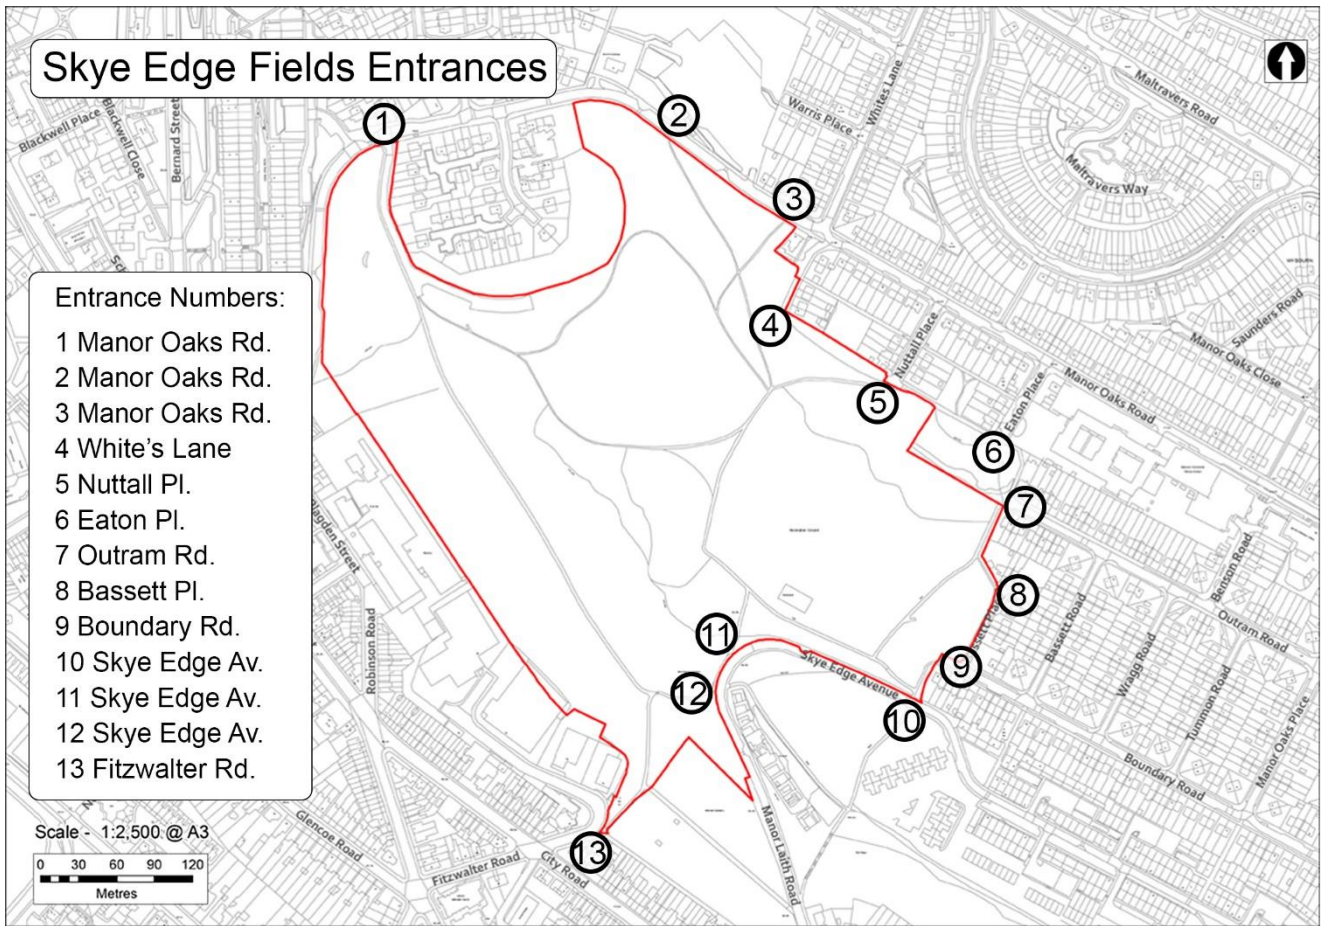 Skye Edge Fields Entrances
Blackwell Place
Blackwell Close
Bernard Street
Warris Place
Whites Lane
Maltravers Road
Maltravers Way
1
2
3
4
5
6
7
8
9
10
11
12
13
Entrance Numbers:
1 Manor Oaks Rd.
2 Manor Oaks Rd.
3 Manor Oaks Rd.
4 White's Lane
5 Nuttall Pl.
6 Eaton Pl.
7 Outram Rd.
8 Bassett Pl.
9 Boundary Rd.
10 Skye Edge Av.
11 Skye Edge Av.
12 Skye Edge Av.
13 Fitzwalter Rd.
Saunders Road
Manor Oaks Close
Manor Oaks Road
Nuttall Place
Eaton Place
Benson Road
Outram Road
Bassett Road
Wragg Road
Tummon Road
Manor Oaks Place
Boundary Road
Skye Edge Avenue
Manor Laith Road
Robinson Road
Glencoe Road
Fitzwalter Road
City Road
Scale - 1:2,500 @ A3
0 30 60 90 120
Metres